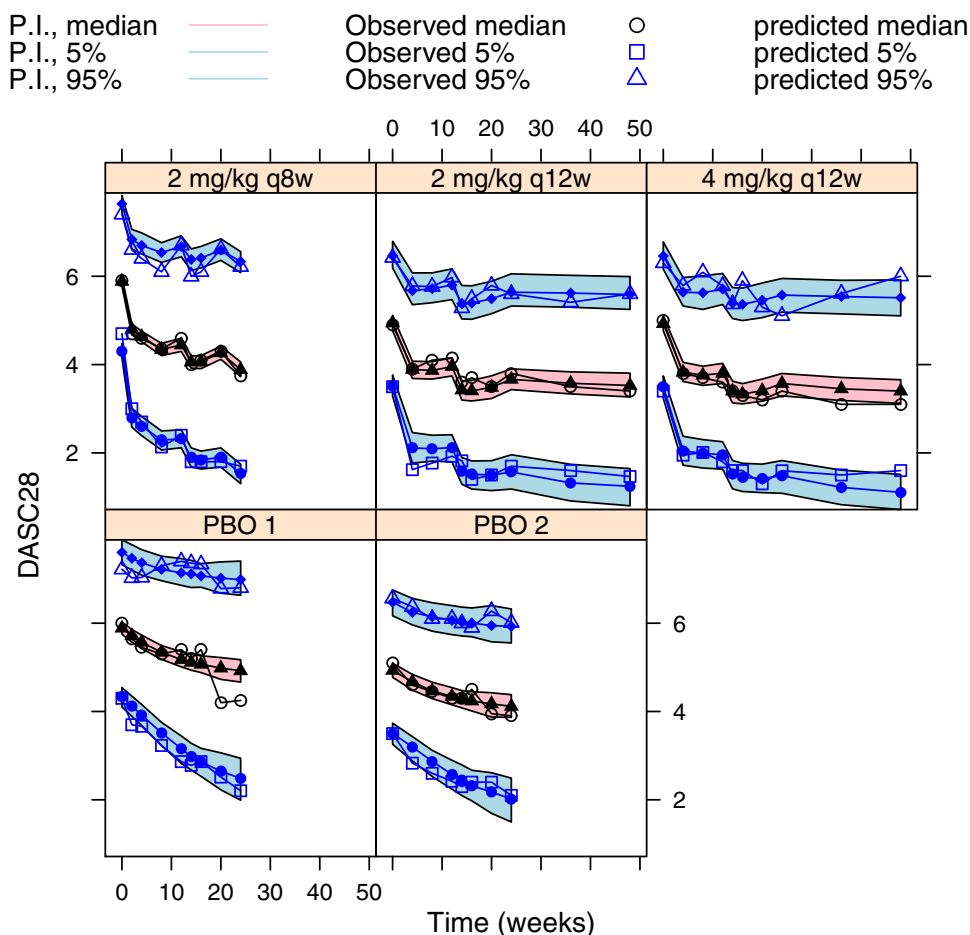 P.I., median Observed median predicted median
P.I., 5% Observed 5% predicted 5%
P.I., 95% Observed 95% predicted 95%
0 10 20 30 40 50
2 mg/kg q8w 2 mg/kg q12w 4 mg/kg q12w
6
4
2
PBO 1 PBO 2
6
4
2
DASC28
0 10 20 30 40 50
Time (weeks)